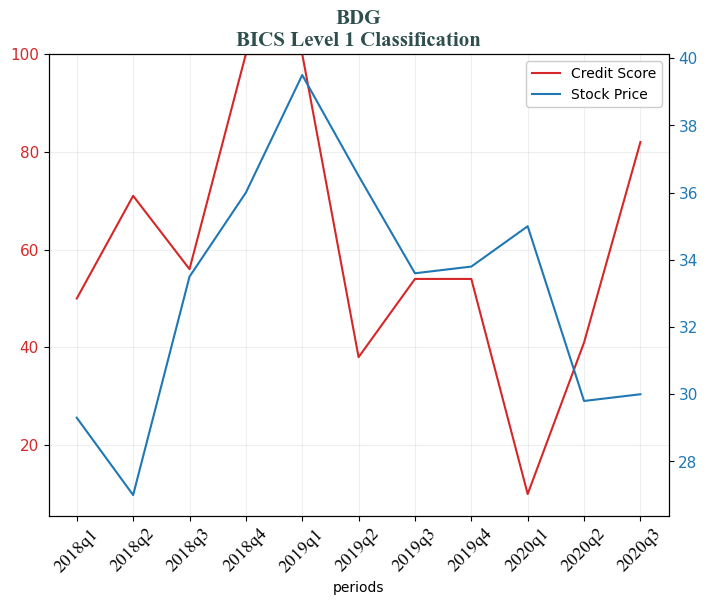 BDG
BICS Level 1 Classification
Credit Score
Stock Price
100
80
60
40
20
40
38
36
34
32
30
28
2018q1
2018q2
2018q3
2018q4
2019q1
2019q2
2019q3
2019q4
2020q1
2020q2
2020q3
periods